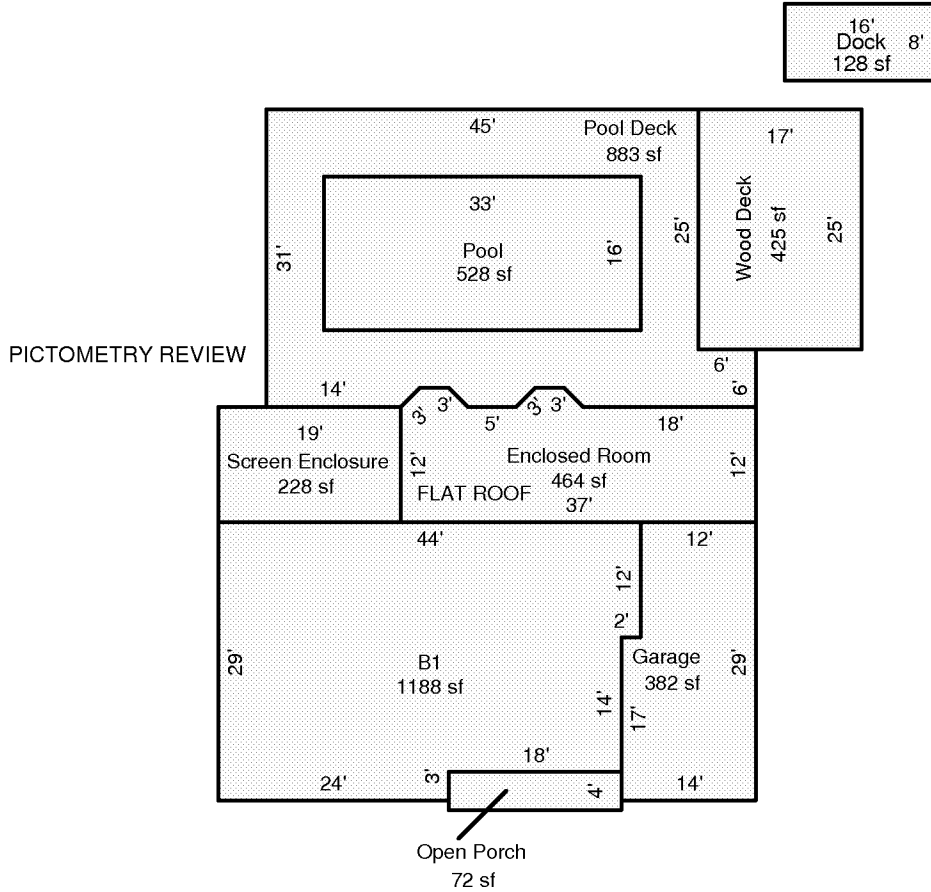 16'
Dock 8'
128 sf
45'
Pool Deck
883 sf
17'
33'
Pool
528 sf
16'
25'
Wood Deck
425 sf
25'
31'
PICTOMETRY REVIEW
6'
6'
14'
3'
3'
5'
3'
3'
18'
19'
Screen Enclosure
228 sf
12'
Enclosed Room
464 sf
FLAT ROOF
37'
12'
44'
12'
12'
2'
29'
B1
1188 sf
Garage
382 sf
29'
14'
17'
18'
24'
3'
4'
14'
Open Porch
72 sf